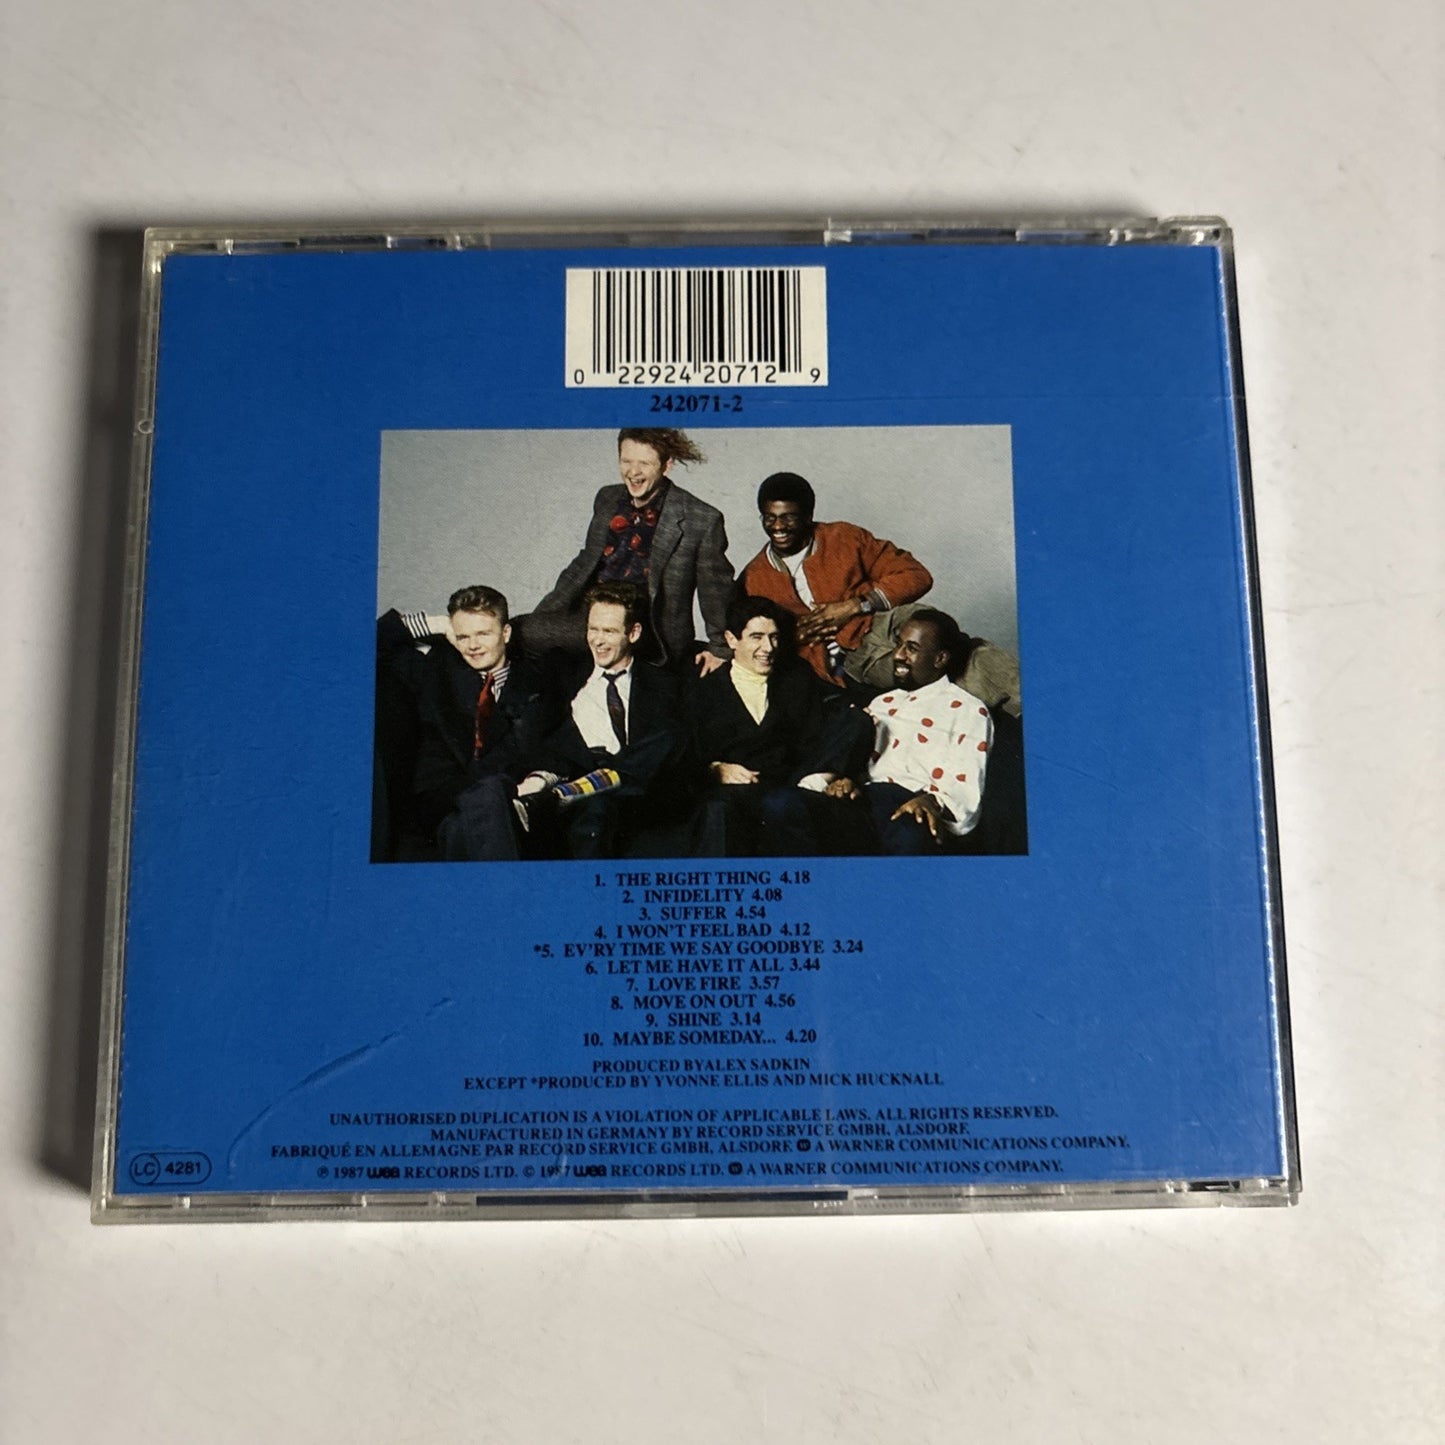 0 22924 20712 9
242071-2
1. THE RIGHT THING 4.18
2. INFIDELITY 4.08
3. SUFFER 4.54
4. I WON'T FEEL BAD 4.12
*5. EV'RY TIME WE SAY GOODBYE 3.24
6. LET ME HAVE IT ALL 3.44
7. LOVE FIRE 3.57
8. MOVE ON OUT 4.56
9. SHINE 3.14
10. MAYBE SOMEDAY... 4.20
PRODUCED BY ALEX SADKIN
EXCEPT *PRODUCED BY YVONNE ELLIS AND MICK HUCKNALL
UNAUTHORISED DUPLICATION IS A VIOLATION OF APPLICABLE LAWS. ALL RIGHTS RESERVED.
MANUFACTURED IN GERMANY BY RECORD SERVICE GMBH, ALSDORF.
FABRIQUÉ EN ALLEMAGNE PAR RECORD SERVICE GMBH, ALSDORF. A WARNER COMMUNICATIONS COMPANY.
℗ 1987 wea RECORDS LTD. © 1987 wea RECORDS LTD. A WARNER COMMUNICATIONS COMPANY.
LC 4281